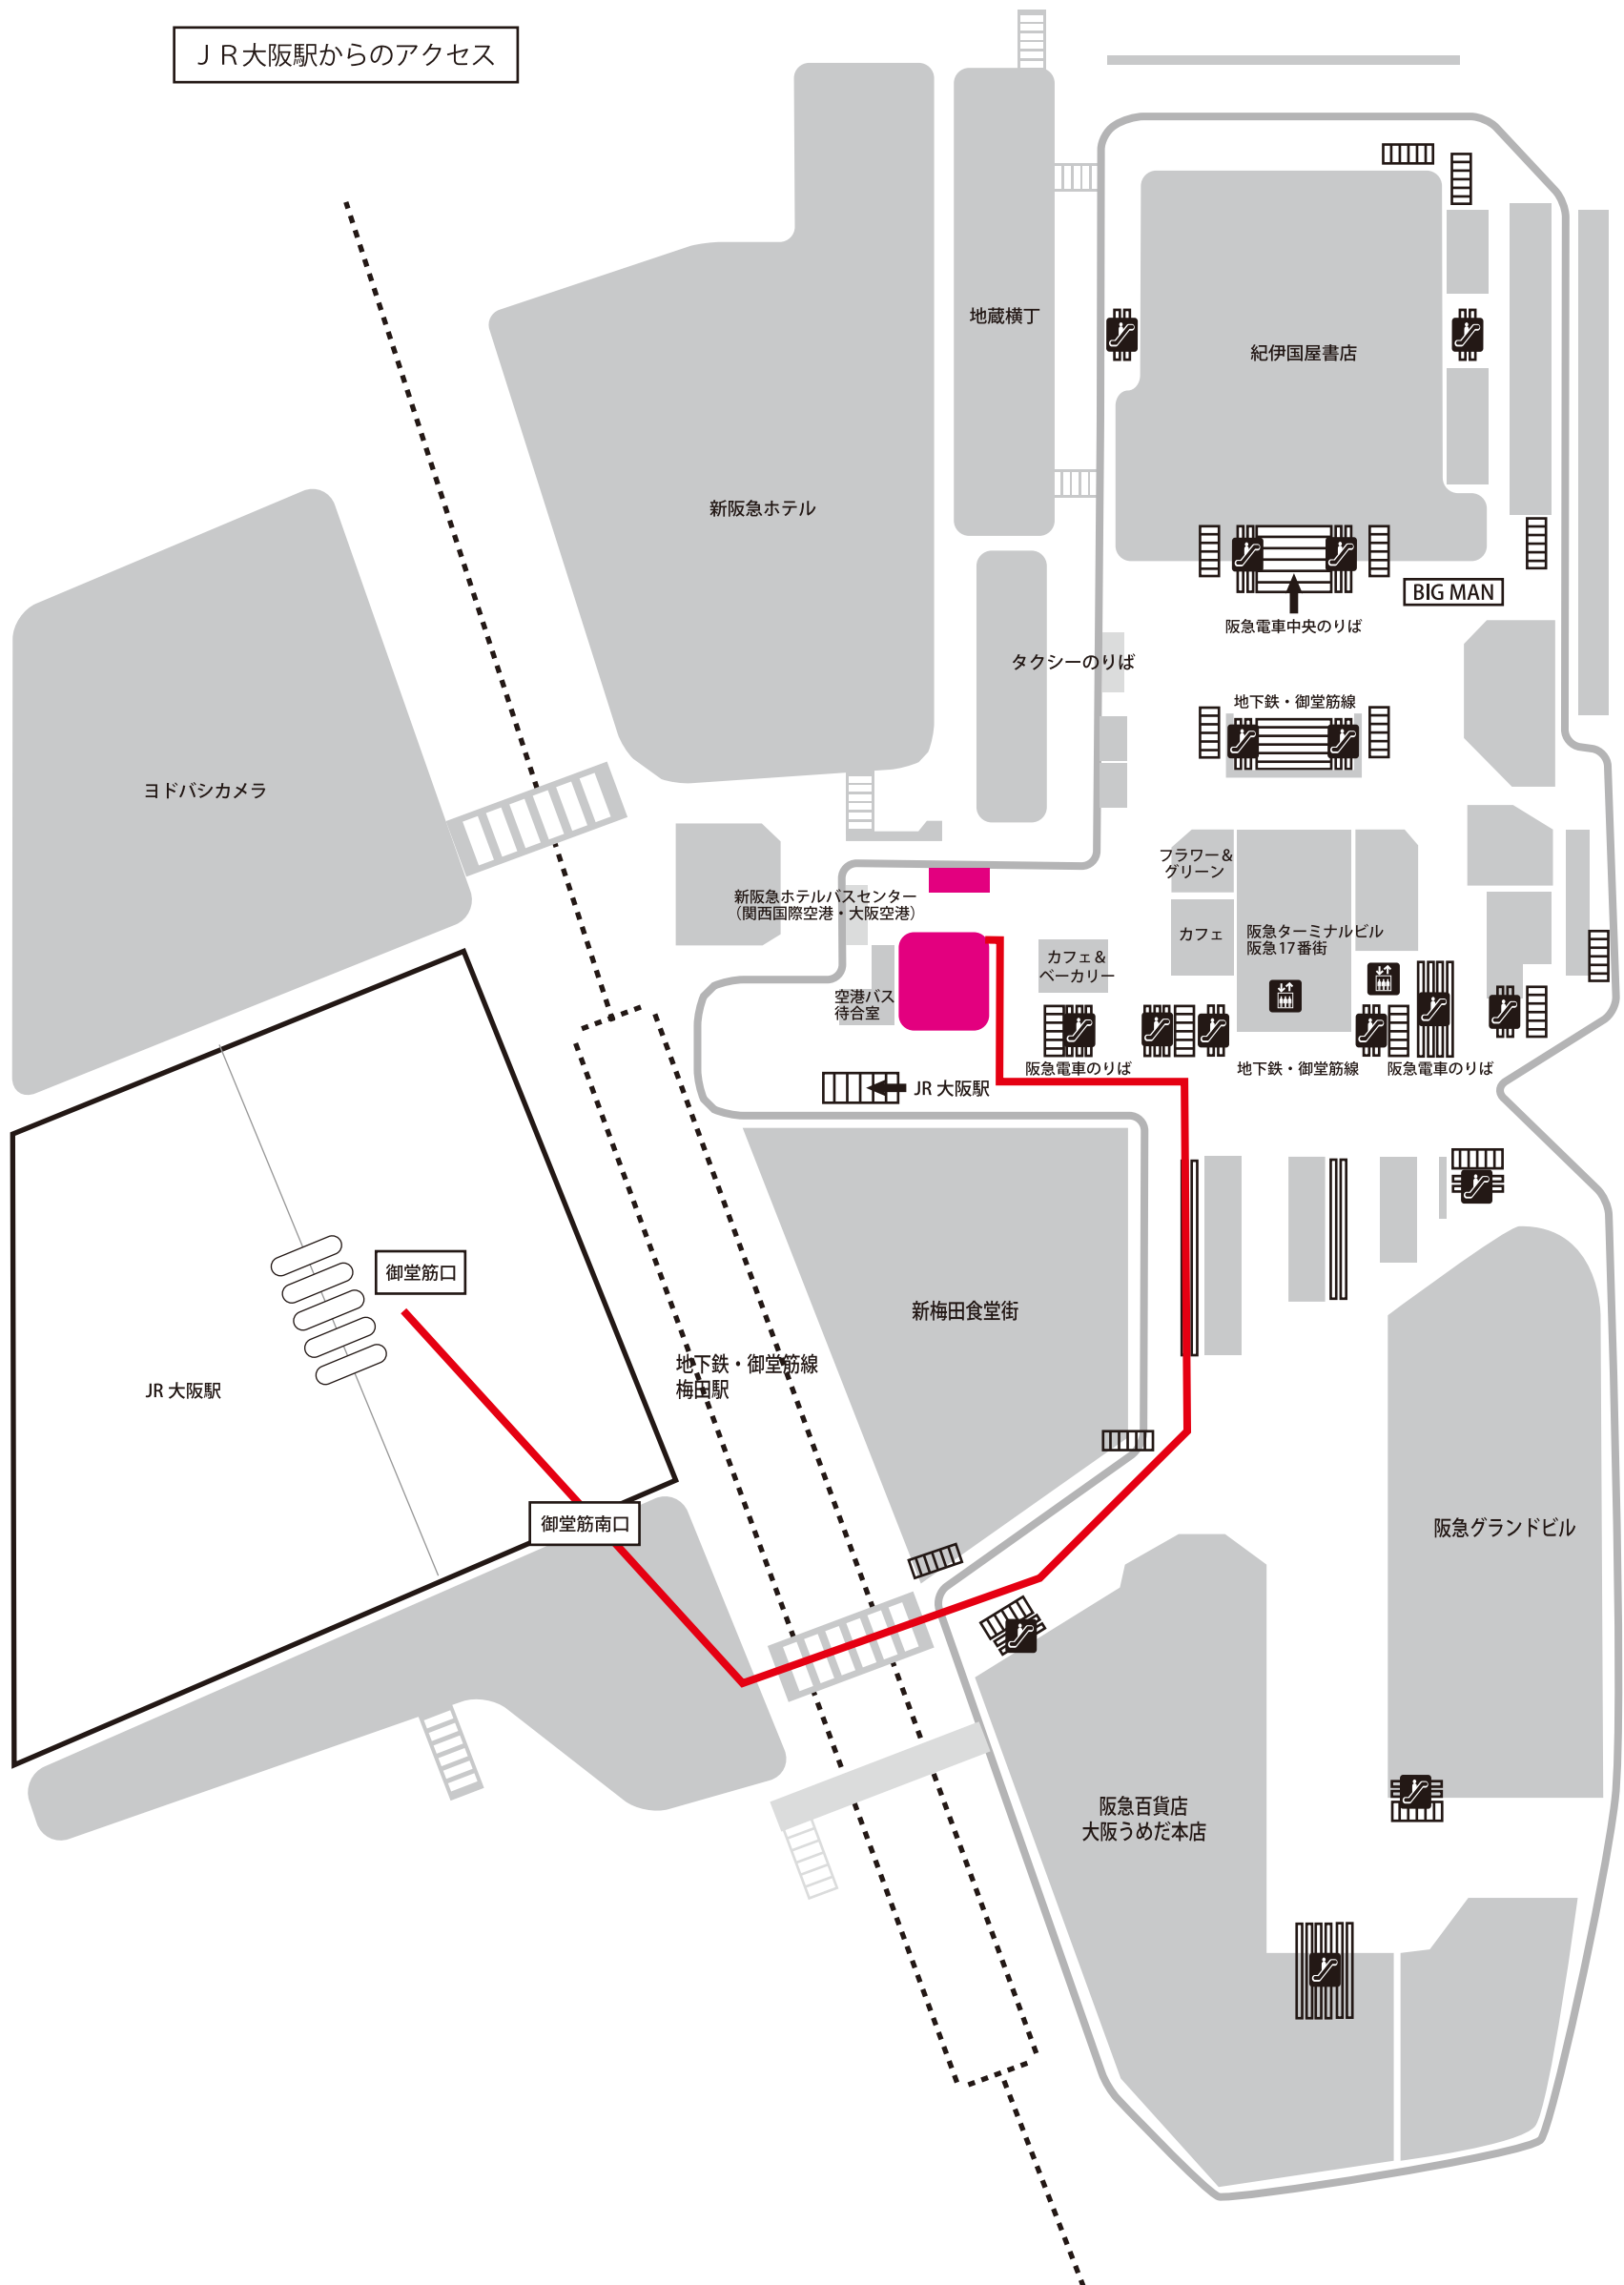 ＪＲ大阪駅からのアクセス
地蔵横丁
紀伊国屋書店
新阪急ホテル
BIG MAN
阪急電車中央のりば
タクシーのりば
地下鉄・御堂筋線
ヨドバシカメラ
フラワー＆
グリーン
新阪急ホテルバスセンター
（関西国際空港・大阪空港）
カフェ
阪急ターミナルビル
阪急17番街
カフェ＆
ベーカリー
空港バス
待合室
阪急電車のりば
地下鉄・御堂筋線
阪急電車のりば
JR 大阪駅
御堂筋口
新梅田食堂街
地下鉄・御堂筋線
梅田駅
JR 大阪駅
御堂筋南口
阪急グランドビル
阪急百貨店
大阪うめだ本店